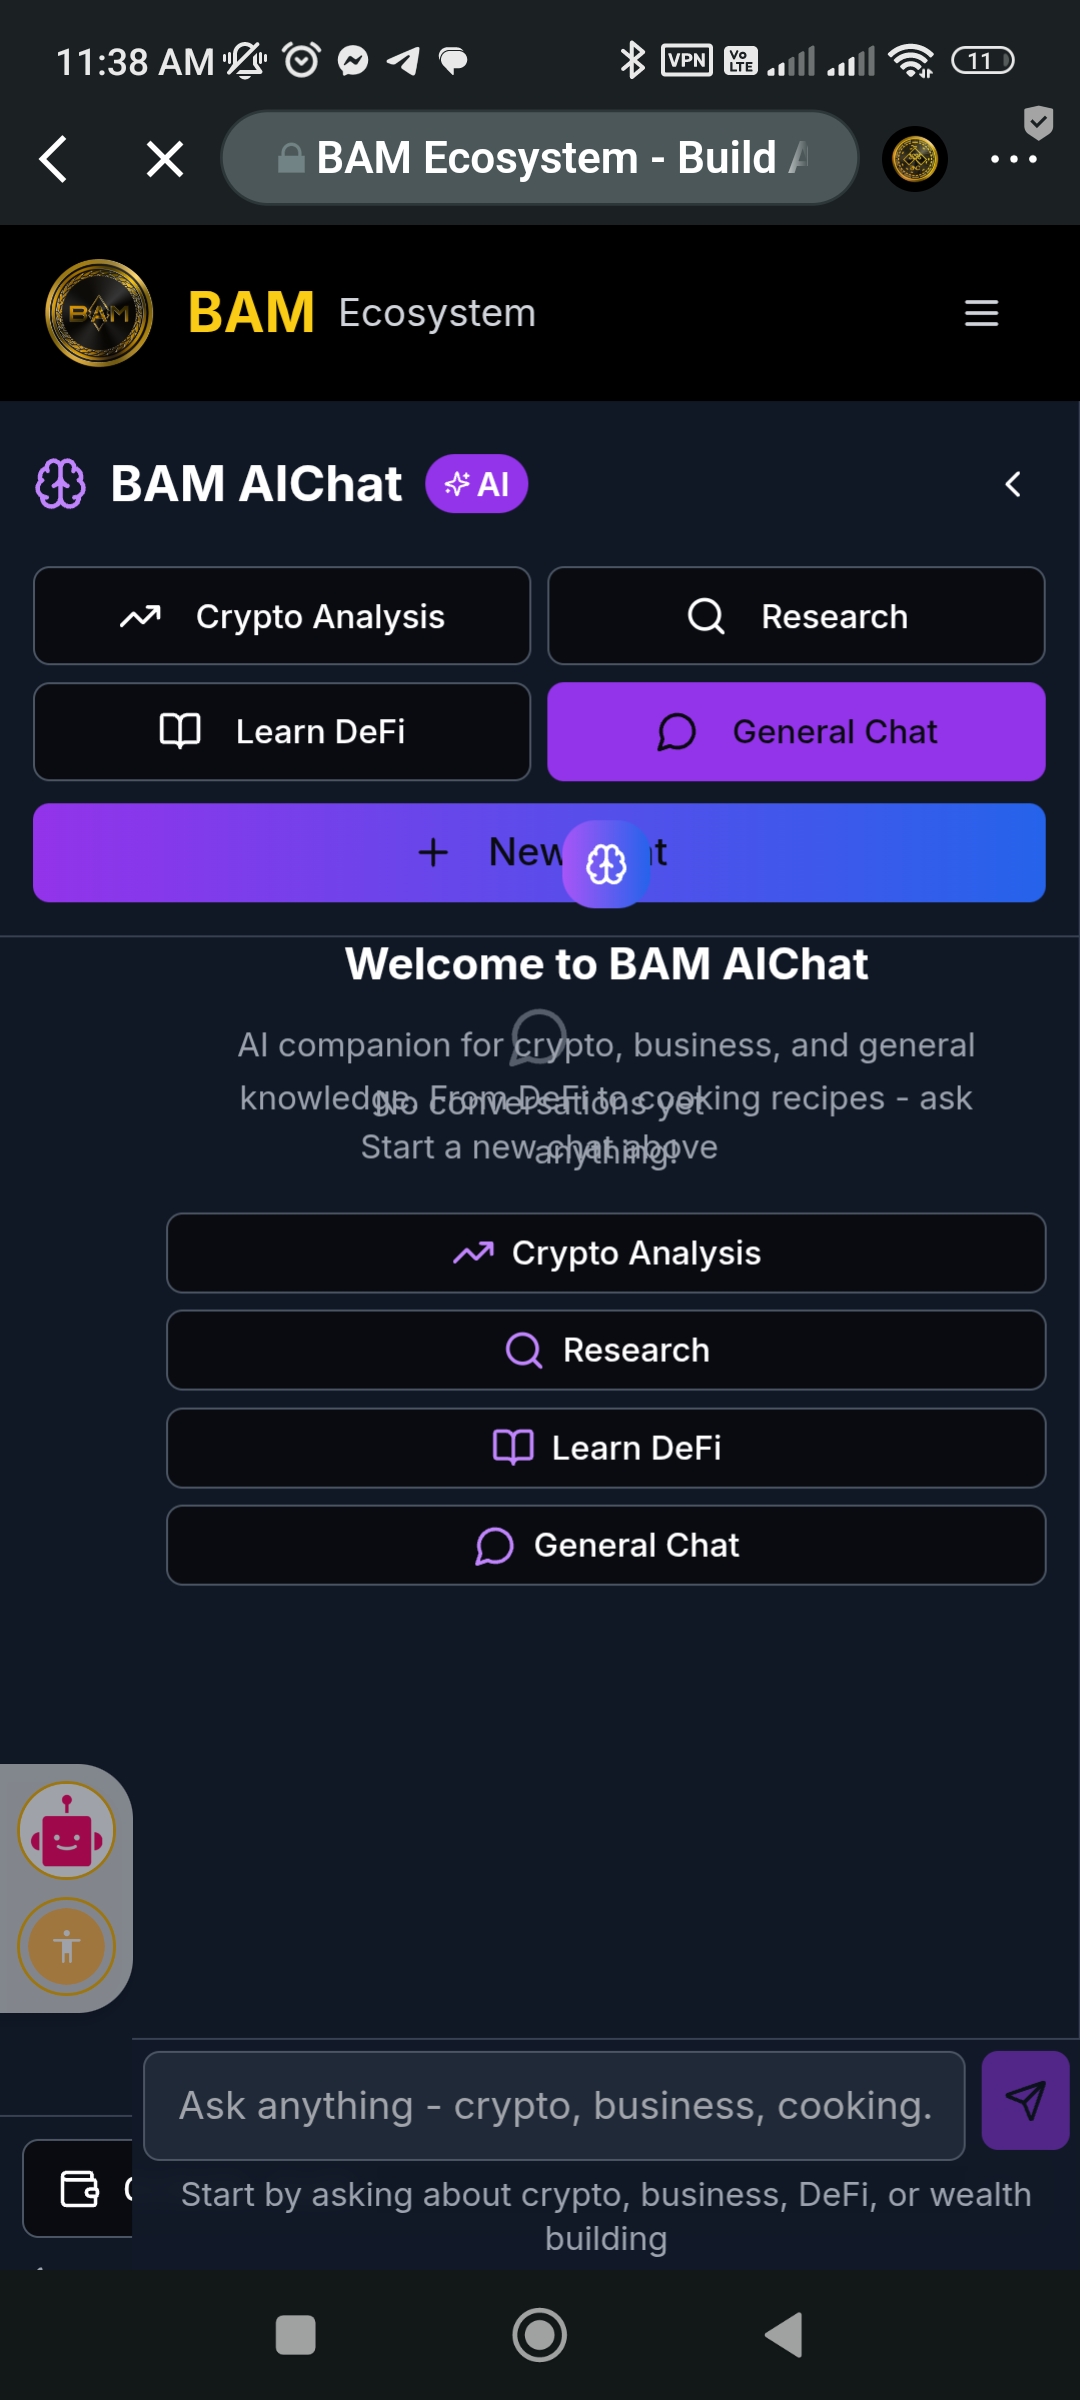 11:38 AM
VPN
Vo LTE
11
BAM Ecosystem - Build
BAM
BAM Ecosystem
BAM AIChat
AI
Crypto Analysis
Research
Learn DeFi
General Chat
New
Welcome to BAM AIChat
AI companion for crypto, business, and general
knowledge. From DeFi to cooking recipes - ask
anything!
No conversations yet
Start a new chat above
Crypto Analysis
Research
Learn DeFi
General Chat
Ask anything - crypto, business, cooking.
Start by asking about crypto, business, DeFi, or wealth
building